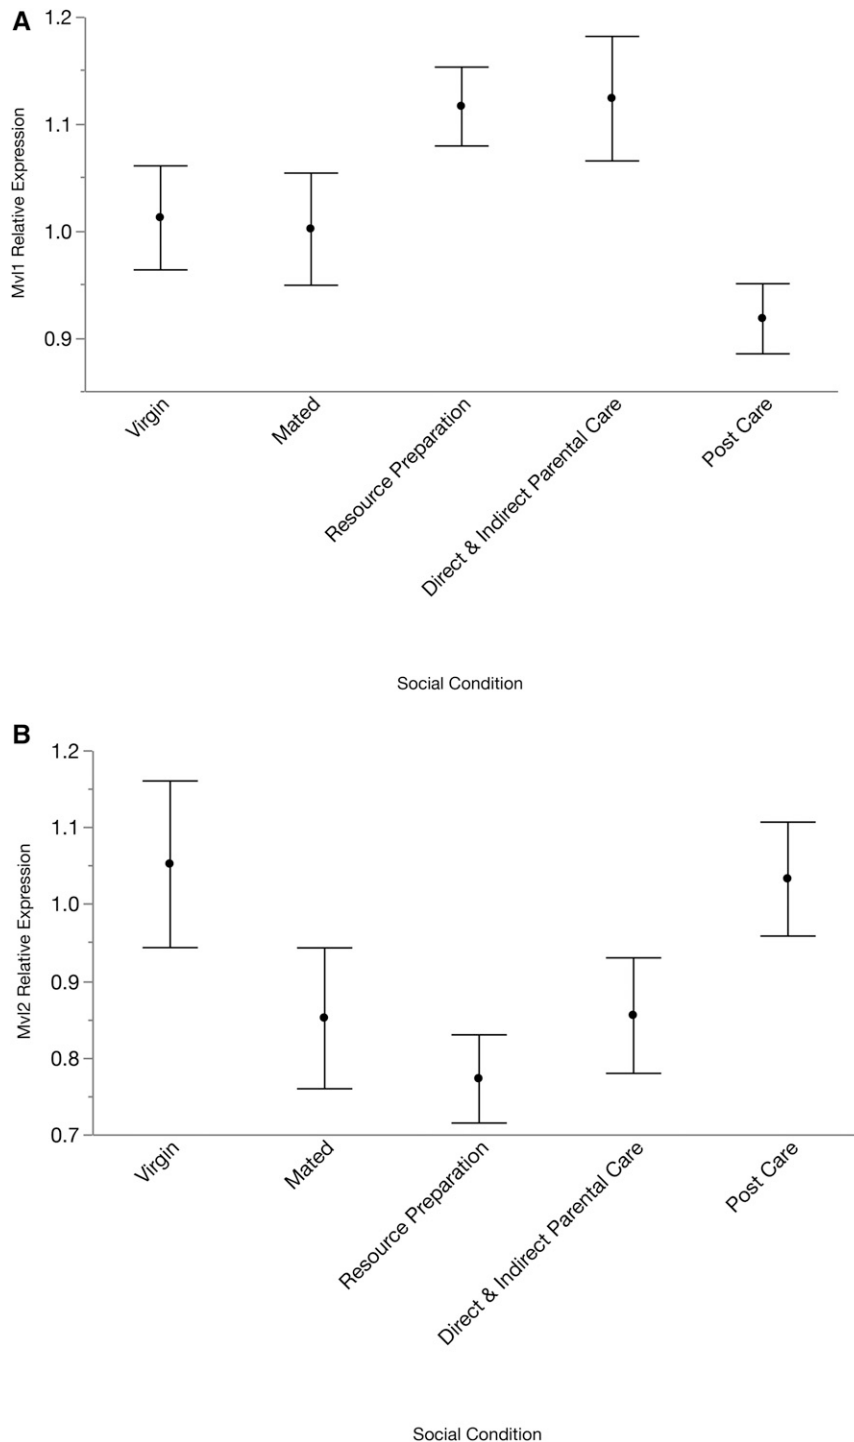 A
Mvl1 Relative Expression
1.2
1.1
1.0
0.9
Virgin
Mated
Resource Preparation
Direct & Indirect Parental Care
Post Care
Social Condition
B
Mvl2 Relative Expression
1.2
1.1
1.0
0.9
0.8
0.7
Virgin
Mated
Resource Preparation
Direct & Indirect Parental Care
Post Care
Social Condition